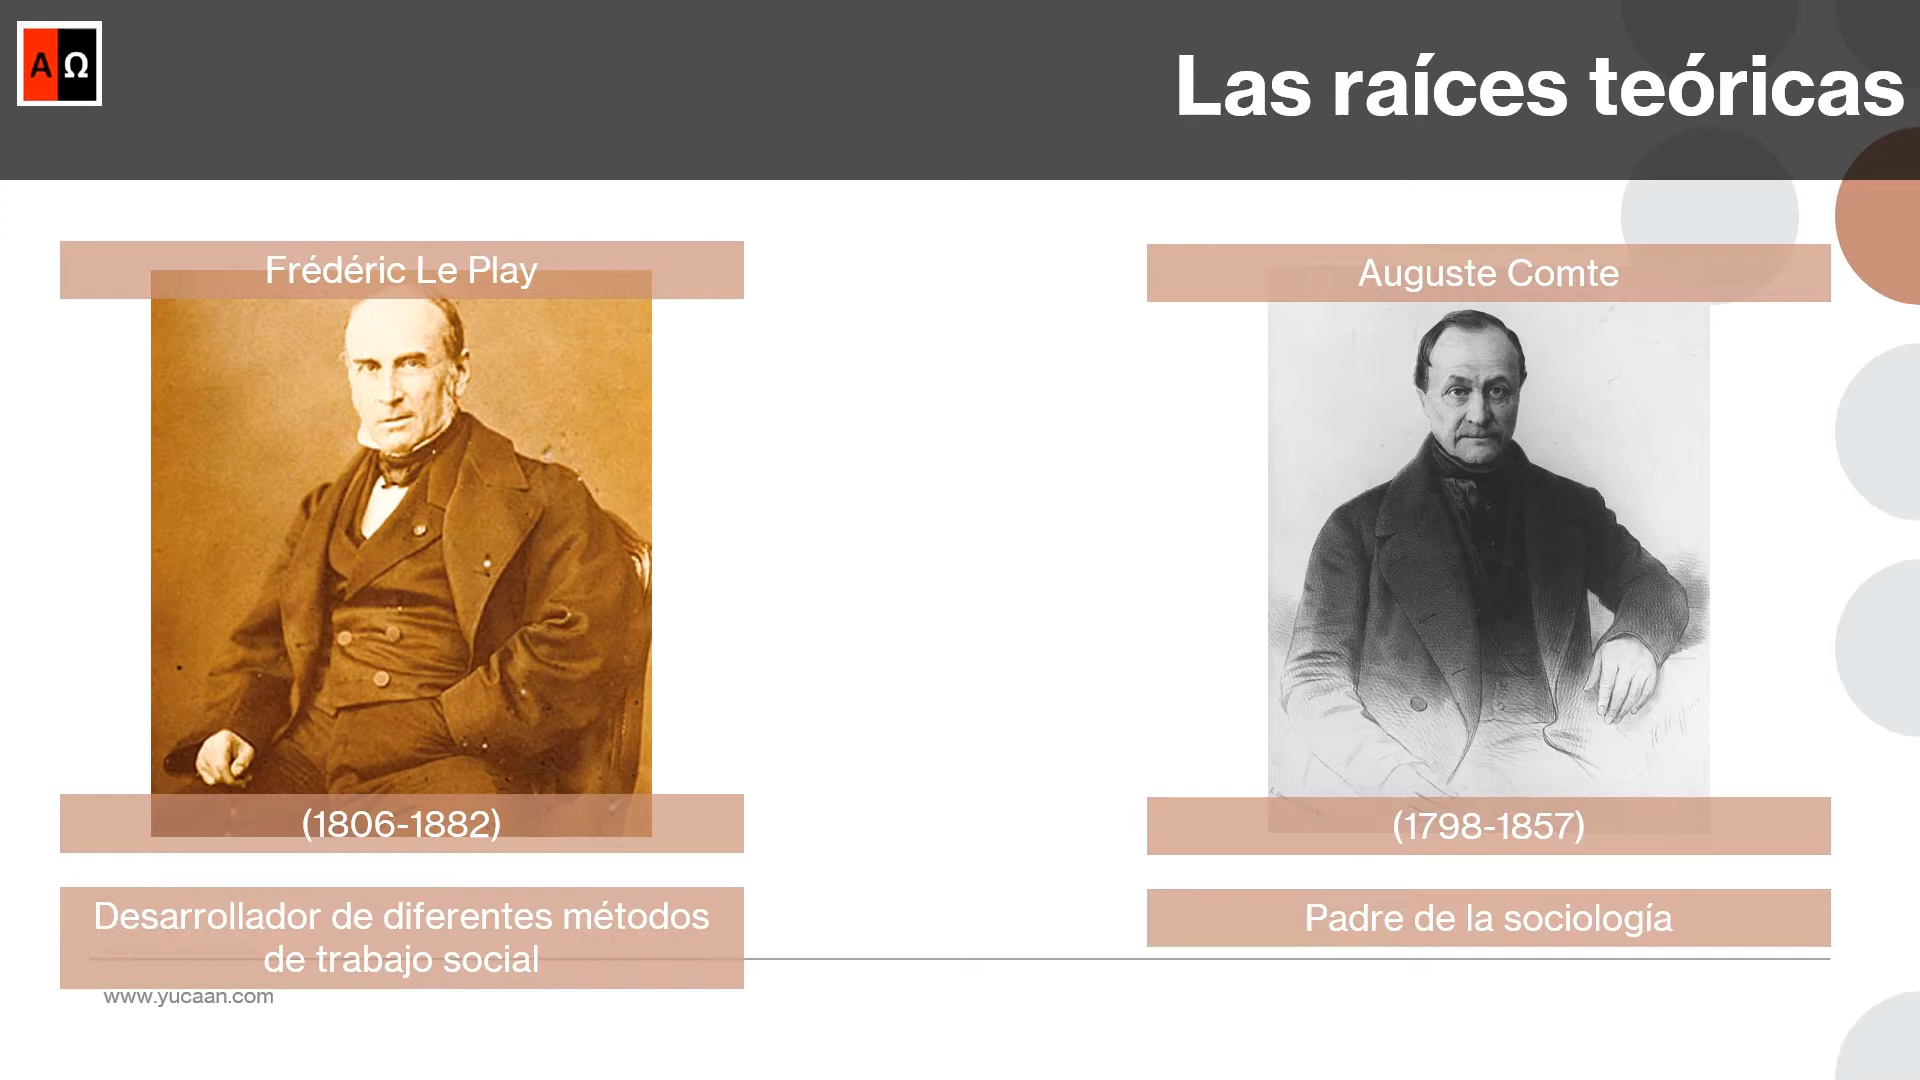 A Ω
Las raíces teóricas
Frédéric Le Play
(1806-1882)
Desarrollador de diferentes métodos
de trabajo social
Auguste Comte
(1798-1857)
Padre de la sociología
www.yucaan.com